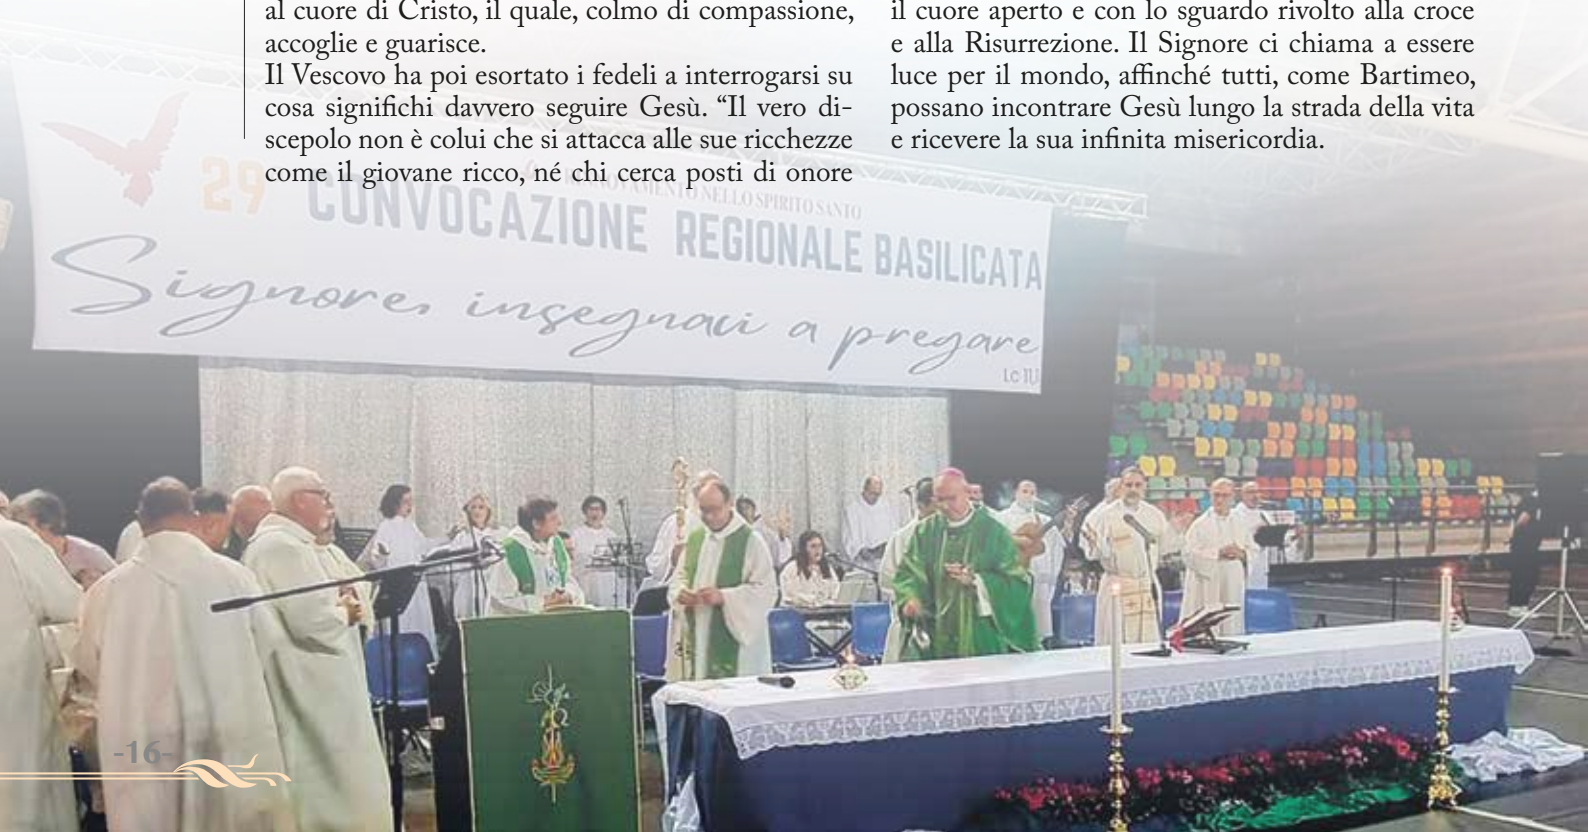 al cuore di Cristo, il quale, colmo di compassione,
accoglie e guarisce.
Il Vescovo ha poi esortato i fedeli a interrogarsi su
cosa significhi davvero seguire Gesù. “Il vero di-
scepolo non è colui che si attacca alle sue ricchezze
come il giovane ricco, né chi cerca posti di onore
il cuore aperto e con lo sguardo rivolto alla croce
e alla Risurrezione. Il Signore ci chiama a essere
luce per il mondo, affinché tutti, come Bartimeo,
possano incontrare Gesù lungo la strada della vita
e ricevere la sua infinita misericordia.
RINNOVAMENTO NELLO SPIRITO SANTO
29 CONVOCAZIONE REGIONALE BASILICATA
Signore, insegnaci a pregare
-16-